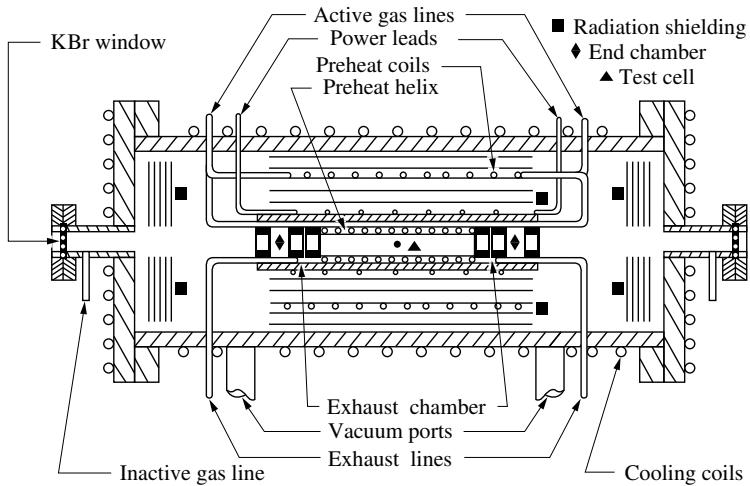 Active gas lines
Power leads
Preheat coils
Preheat helix
KBr window
Radiation shielding
End chamber
Test cell
Exhaust chamber
Vacuum ports
Exhaust lines
Inactive gas line
Cooling coils